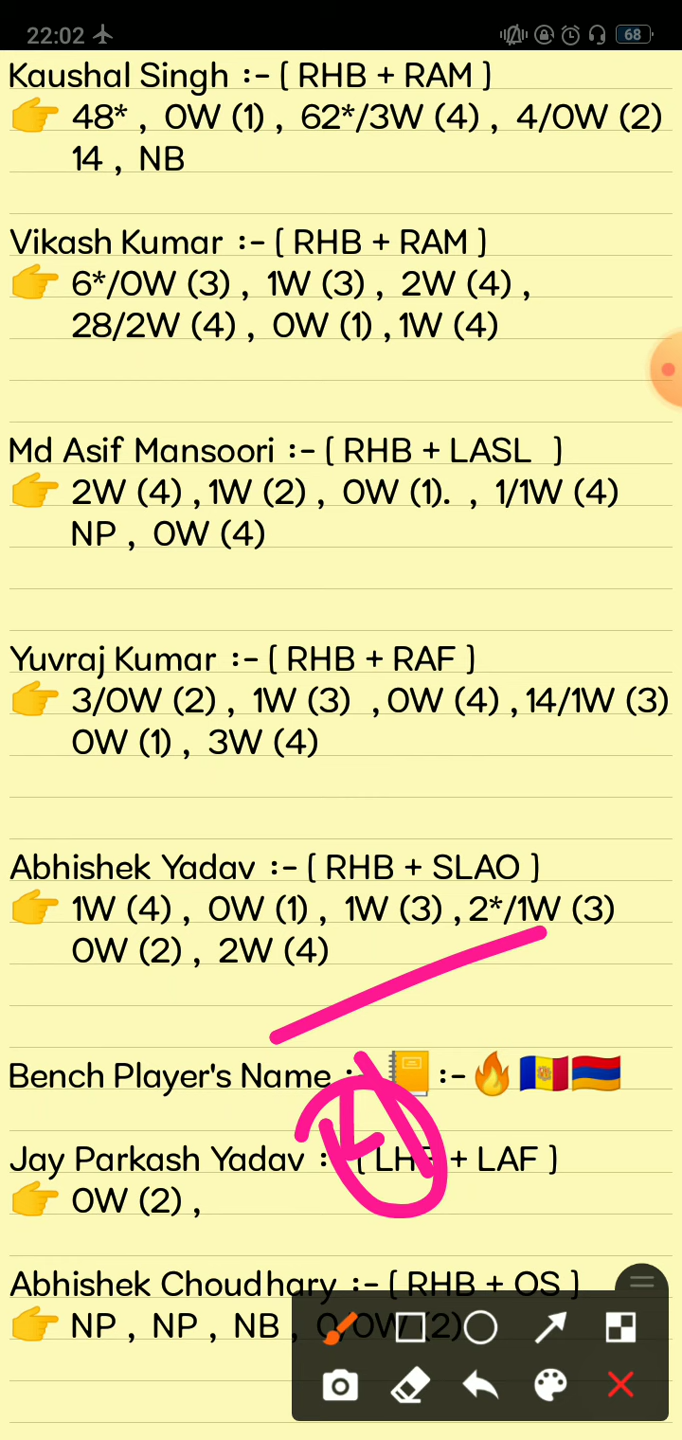 22:02
68
Kaushal Singh :- ( RHB + RAM )
👉 48* , 0W (1) , 62*/3W (4) , 4/0W (2)
14 , NB
Vikash Kumar :- ( RHB + RAM )
👉 6*/0W (3) , 1W (3) , 2W (4) ,
28/2W (4) , 0W (1) ,1W (4)
Md Asif Mansoori :- ( RHB + LASL )
👉 2W (4) ,1W (2) , 0W (1). , 1/1W (4)
NP , 0W (4)
Yuvraj Kumar :- ( RHB + RAF )
👉 3/0W (2) , 1W (3) ,0W (4) ,14/1W (3)
0W (1) , 3W (4)
Abhishek Yadav :- ( RHB + SLAO )
👉 1W (4) , 0W (1) , 1W (3) ,2*/1W (3)
0W (2) , 2W (4)
Bench Player's Name :- 📒 :- 🔥🇦🇩🇦🇲
Jay Parkash Yadav :- ( LHB + LAF )
👉 0W (2) ,
Abhishek Choudhary :- ( RHB + OS )
👉 NP , NP , NB , 0/0W (2)